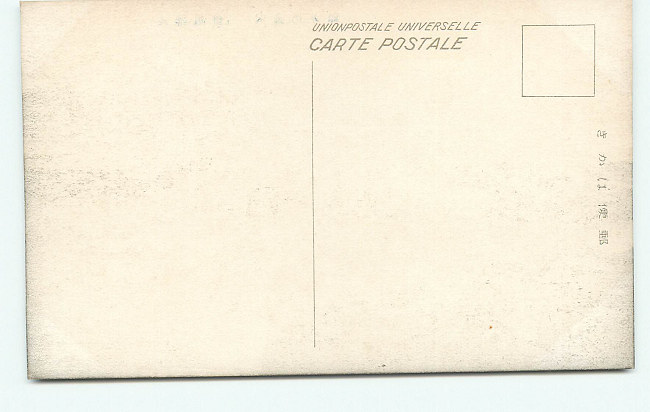 UNIONPOSTALE UNIVERSELLE
CARTE POSTALE
きかは便郵